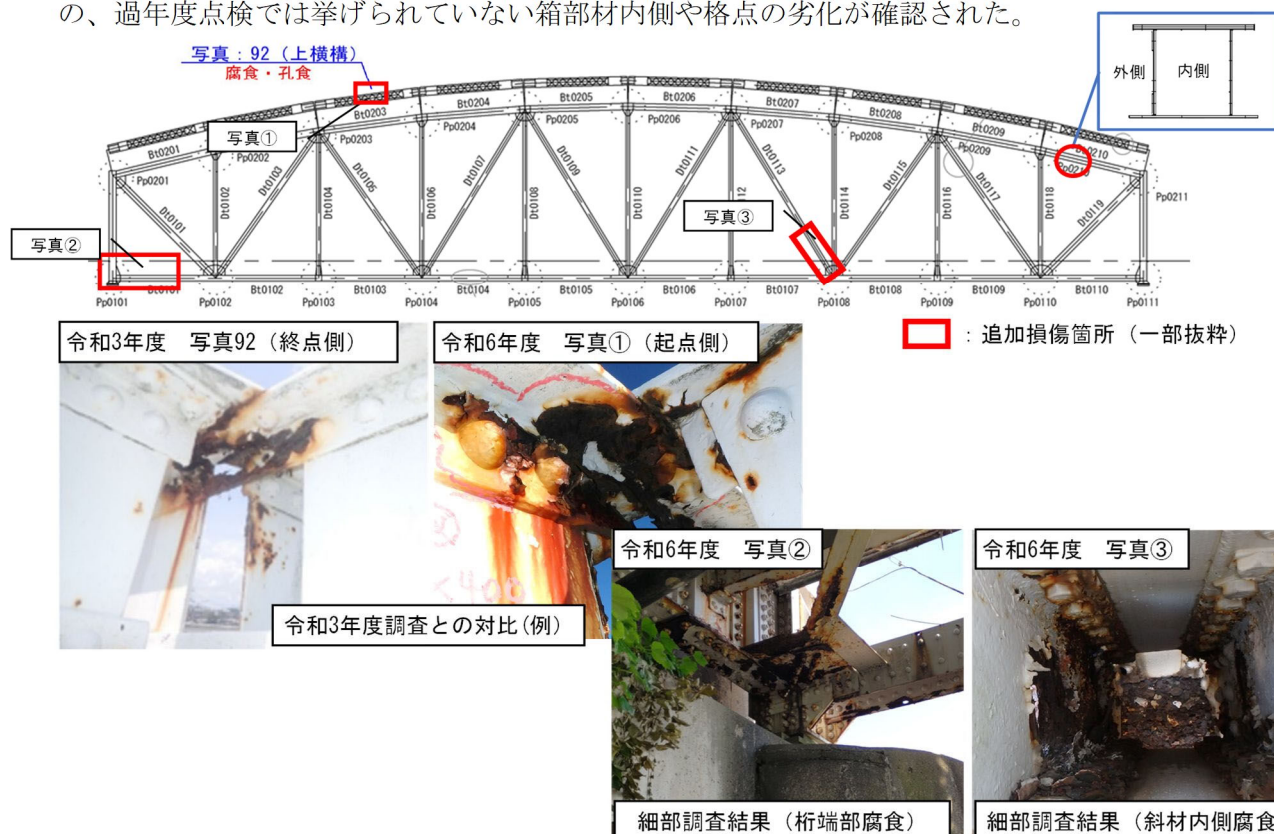 の、過年度点検では挙げられていない箱部材内側や格点の劣化が確認された。
写真：92（上横構）
腐食・孔食
外側
内側
写真①
Bt0201
Pp0202
Bt0203
Pp0203
Bt0204
Pp0204
Bt0205
Pp0205
Bt0206
Pp0206
Bt0207
Pp0207
Bt0208
Pp0208
Bt0209
Pp0209
Pp0201
Pp0211
Dt0101
Dt0102
Dt0103
Dt0104
Dt0105
Dt0106
Dt0107
Dt0108
Dt0109
Dt0110
Dt0111
Dt0113
Dt0114
Dt0115
Dt0116
Dt0117
Dt0118
Dt0119
写真②
写真③
Bt0101
Bt0102
Bt0103
Bt0104
Bt0105
Bt0106
Bt0107
Bt0108
Bt0109
Bt0110
Pp0101
Pp0102
Pp0103
Pp0104
Pp0105
Pp0106
Pp0107
Pp0108
Pp0109
Pp0110
Pp0111
：追加損傷箇所（一部抜粋）
令和3年度　写真92（終点側）
令和6年度　写真①（起点側）
×400
令和3年度調査との対比(例)
令和6年度　写真②
令和6年度　写真③
細部調査結果（桁端部腐食）
細部調査結果（斜材内側腐食